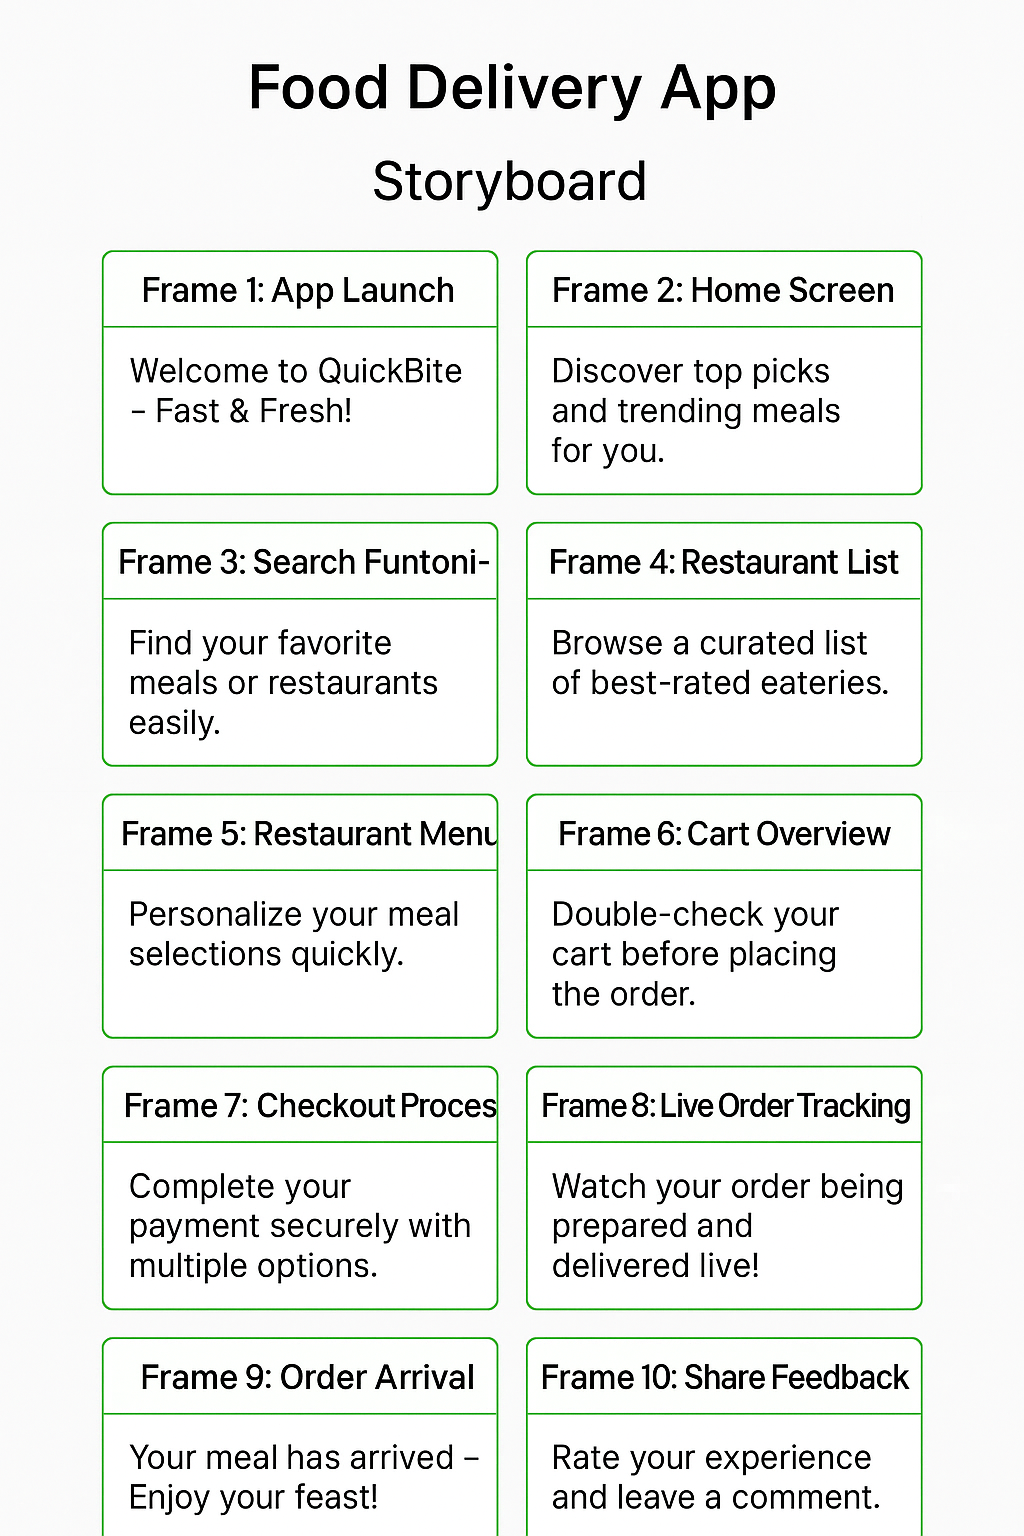 Food Delivery App
Storyboard
Frame 1: App Launch
Welcome to QuickBite
– Fast & Fresh!
Frame 2: Home Screen
Discover top picks
and trending meals
for you.
Frame 3: Search Funtoni-
Find your favorite
meals or restaurants
easily.
Frame 4: Restaurant List
Browse a curated list
of best-rated eateries.
Frame 5: Restaurant Menu
Personalize your meal
selections quickly.
Frame 6: Cart Overview
Double-check your
cart before placing
the order.
Frame 7: Checkout Proces
Complete your
payment securely with
multiple options.
Frame 8: Live Order Tracking
Watch your order being
prepared and
delivered live!
Frame 9: Order Arrival
Your meal has arrived –
Enjoy your feast!
Frame 10: Share Feedback
Rate your experience
and leave a comment.